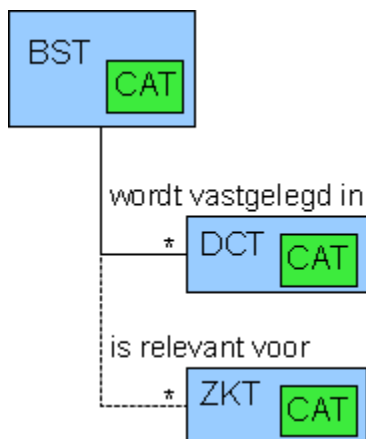 BST
CAT
wordt vastgelegd in
* DCT
CAT
is relevant voor
* ZKT
CAT